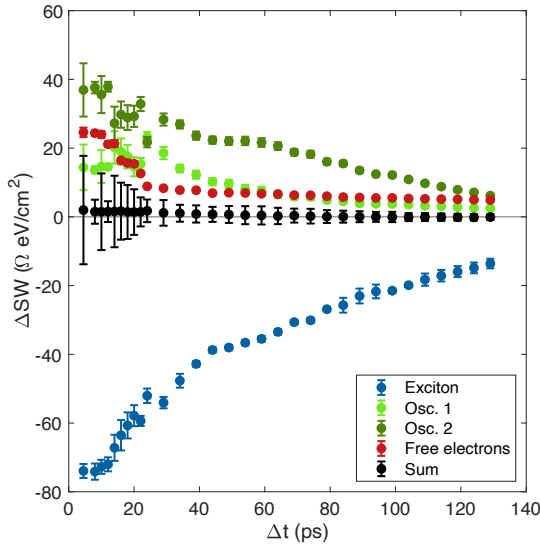 ΔSW (Ω eV/cm²)
60
40
20
0
-20
-40
-60
-80
0 20 40 60 80 100 120 140
Δt (ps)
Exciton
Osc. 1
Osc. 2
Free electrons
Sum